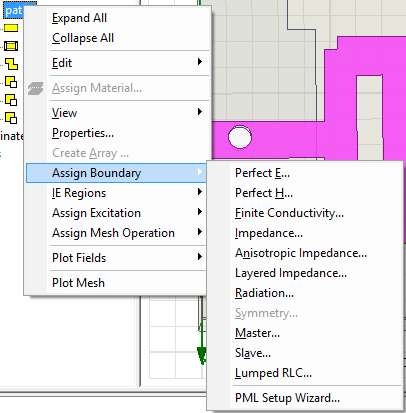 pat
Expand All
Collapse All
Edit
Assign Material...
View
Properties...
Create Array ...
Assign Boundary
IE Regions
Assign Excitation
Assign Mesh Operation
Plot Fields
Plot Mesh
inate
Perfect E...
Perfect H...
Finite Conductivity...
Impedance...
Anisotropic Impedance...
Layered Impedance...
Radiation...
Symmetry...
Master...
Slave...
Lumped RLC...
PML Setup Wizard...